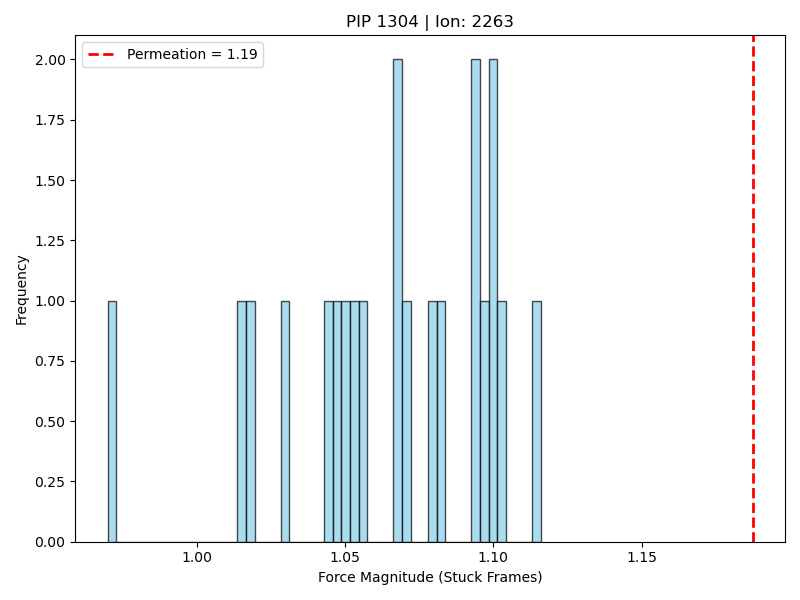 PIP 1304 | Ion: 2263
Permeation = 1.19
2.00
1.75
1.50
1.25
1.00
0.75
0.50
0.25
0.00
Frequency
1.00 1.05 1.10 1.15
Force Magnitude (Stuck Frames)